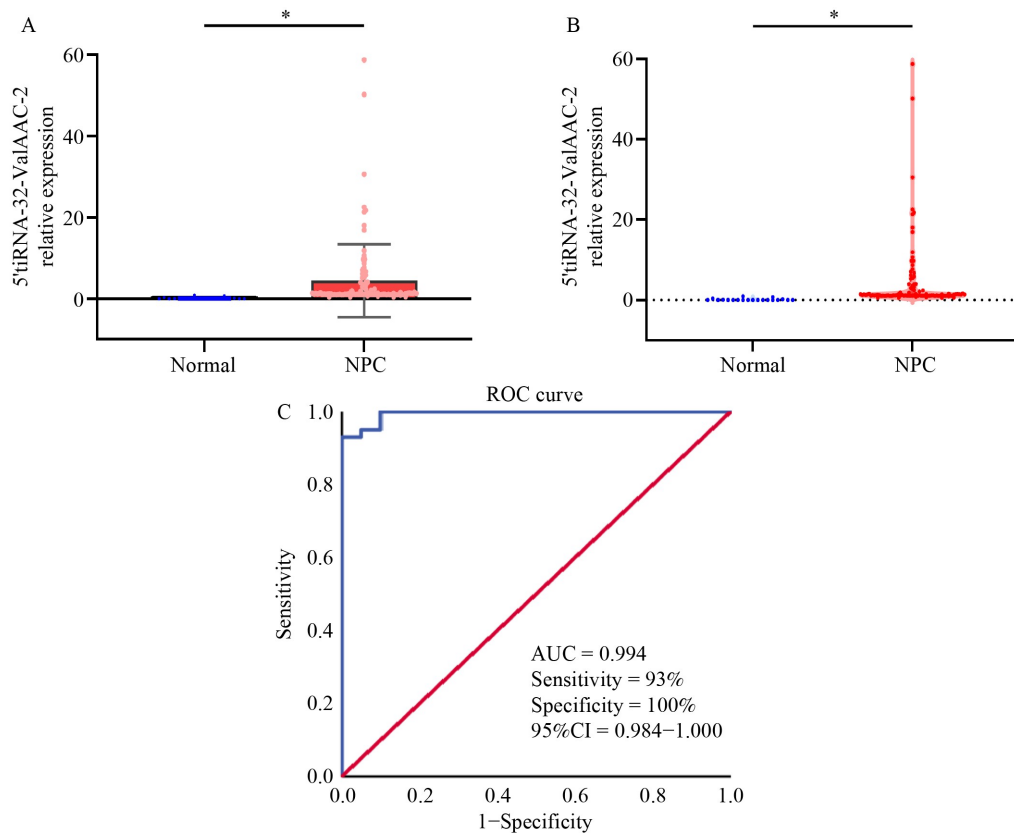 A
*
5'tiRNA-32-ValAAC-2
relative expression
60
40
20
0
Normal
NPC
B
*
5'tiRNA-32-ValAAC-2
relative expression
60
40
20
0
Normal
NPC
C
ROC curve
Sensitivity
1.0
0.8
0.6
0.4
0.2
0.0
AUC = 0.994
Sensitivity = 93%
Specificity = 100%
95%CI = 0.984−1.000
0.0
0.2
0.4
0.6
0.8
1.0
1−Specificity